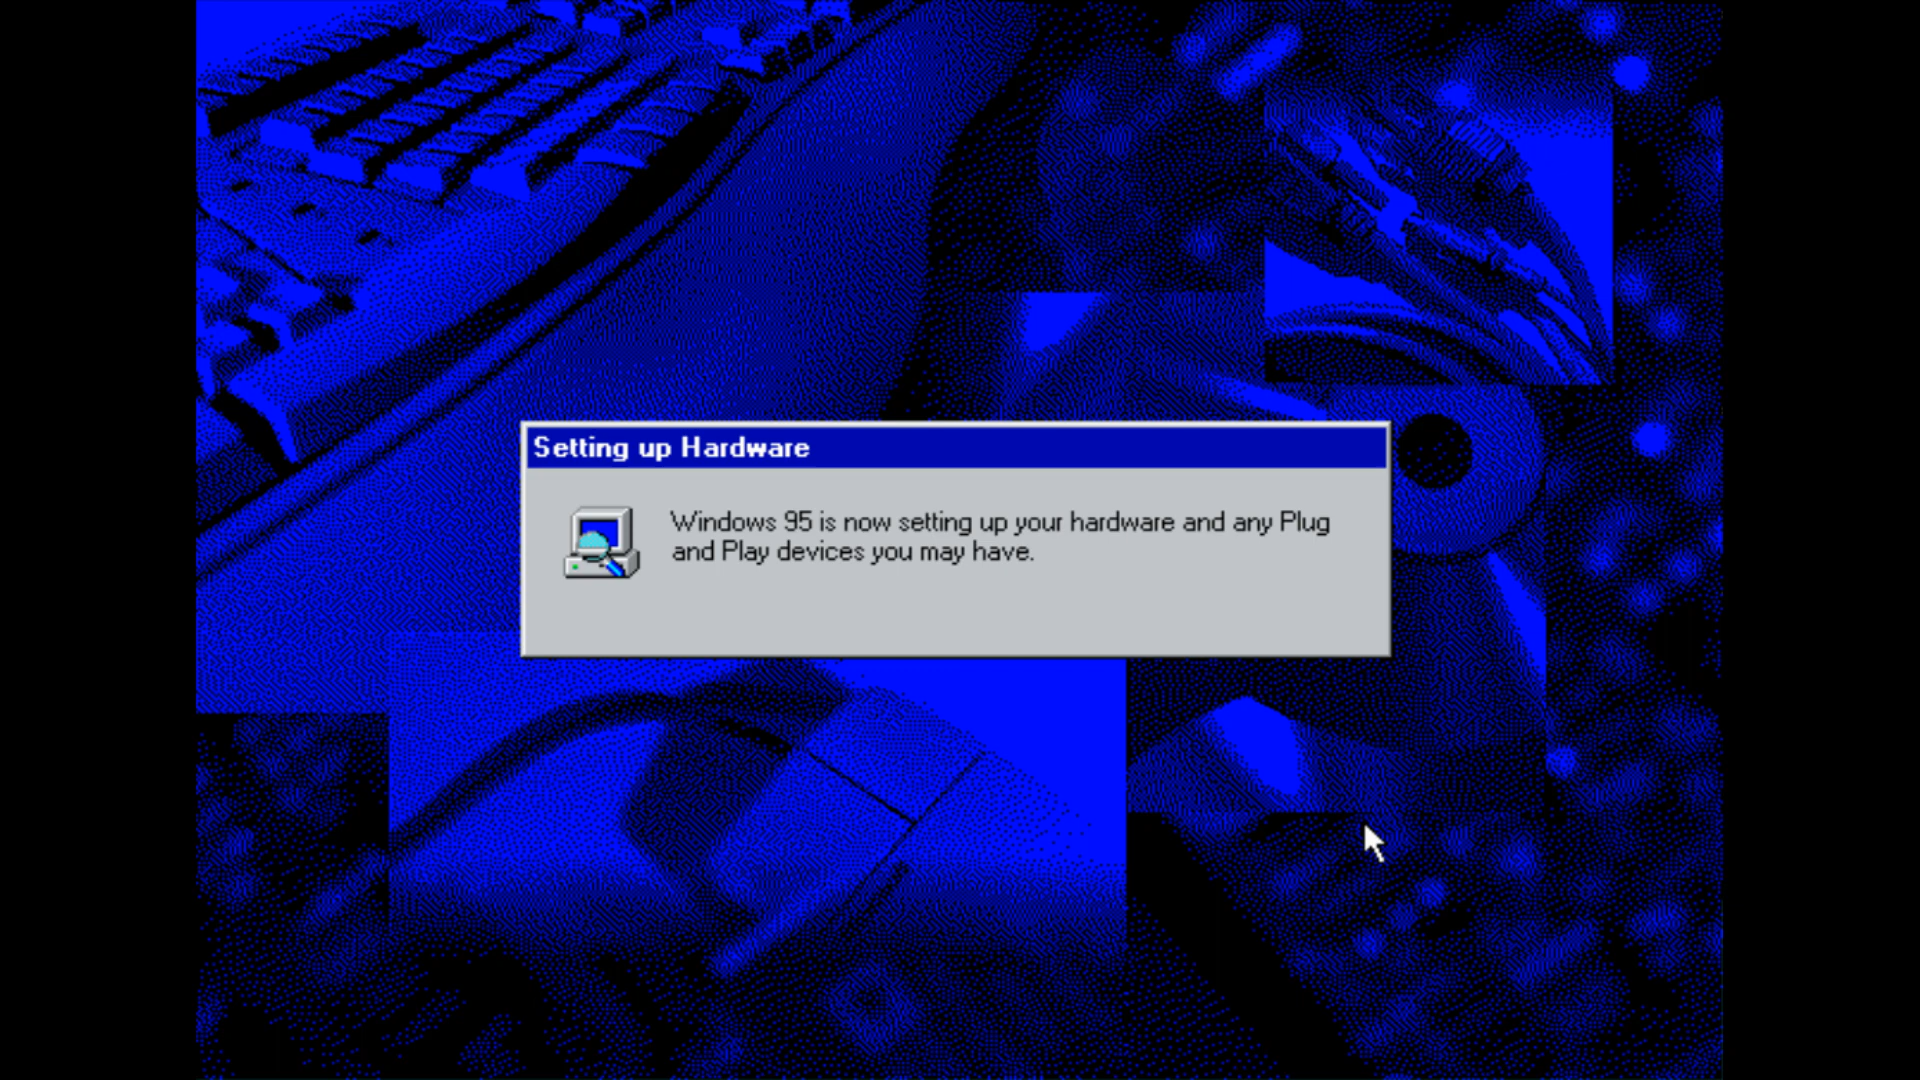 Setting up Hardware
Windows 95 is now setting up your hardware and any Plug
and Play devices you may have.